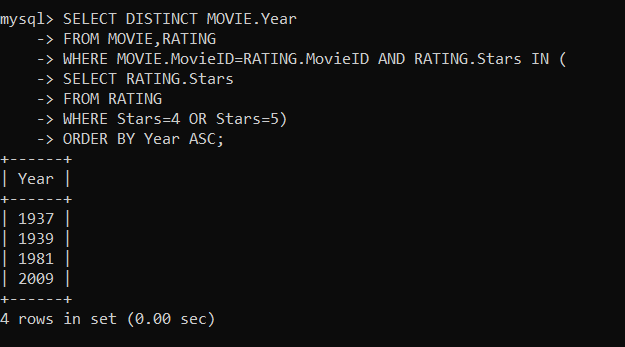 mysql> SELECT DISTINCT MOVIE.Year
    -> FROM MOVIE,RATING
    -> WHERE MOVIE.MovieID=RATING.MovieID AND RATING.Stars IN (
    -> SELECT RATING.Stars
    -> FROM RATING
    -> WHERE Stars=4 OR Stars=5)
    -> ORDER BY Year ASC;
+------+
| Year |
+------+
| 1937 |
| 1939 |
| 1981 |
| 2009 |
+------+
4 rows in set (0.00 sec)